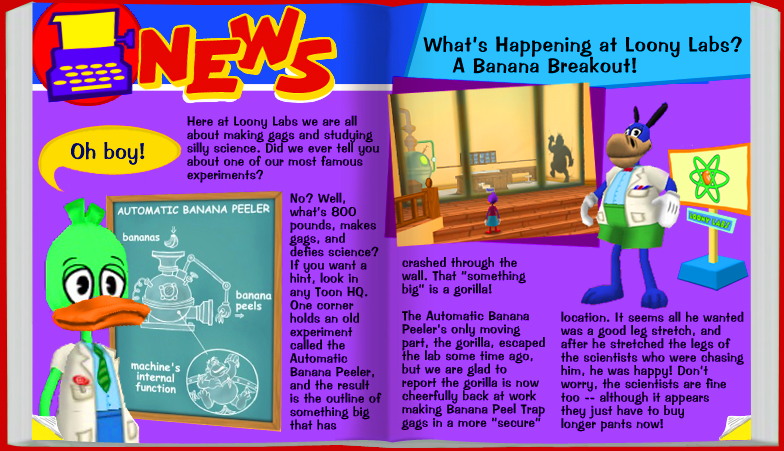 NEWS
What's Happening at Loony Labs?
A Banana Breakout!
Oh boy!
Here at Loony Labs we are all
about making gags and studying
silly science. Did we ever tell you
about one of our most famous
experiments?
AUTOMATIC BANANA PEELER
bananas
banana
peels
machine's
internal
function
No? Well,
what's 800
pounds, makes
gags, and
defies science?
If you want a
hint, look in
any Toon HQ.
One corner
holds an old
experiment
called the
Automatic
Banana Peeler,
and the result
is the outline of
something big
that has
LOONY LABS
crashed through the
wall. That "something
big" is a gorilla!
The Automatic Banana
Peeler's only moving
part, the gorilla, escaped
the lab some time ago,
but we are glad to
report the gorilla is now
cheerfully back at work
making Banana Peel Trap
gags in a more "secure"
location. It seems all he wanted
was a good leg stretch, and
after he stretched the legs of
the scientists who were chasing
him, he was happy! Don't
worry, the scientists are fine
too -- although it appears
they just have to buy
longer pants now!